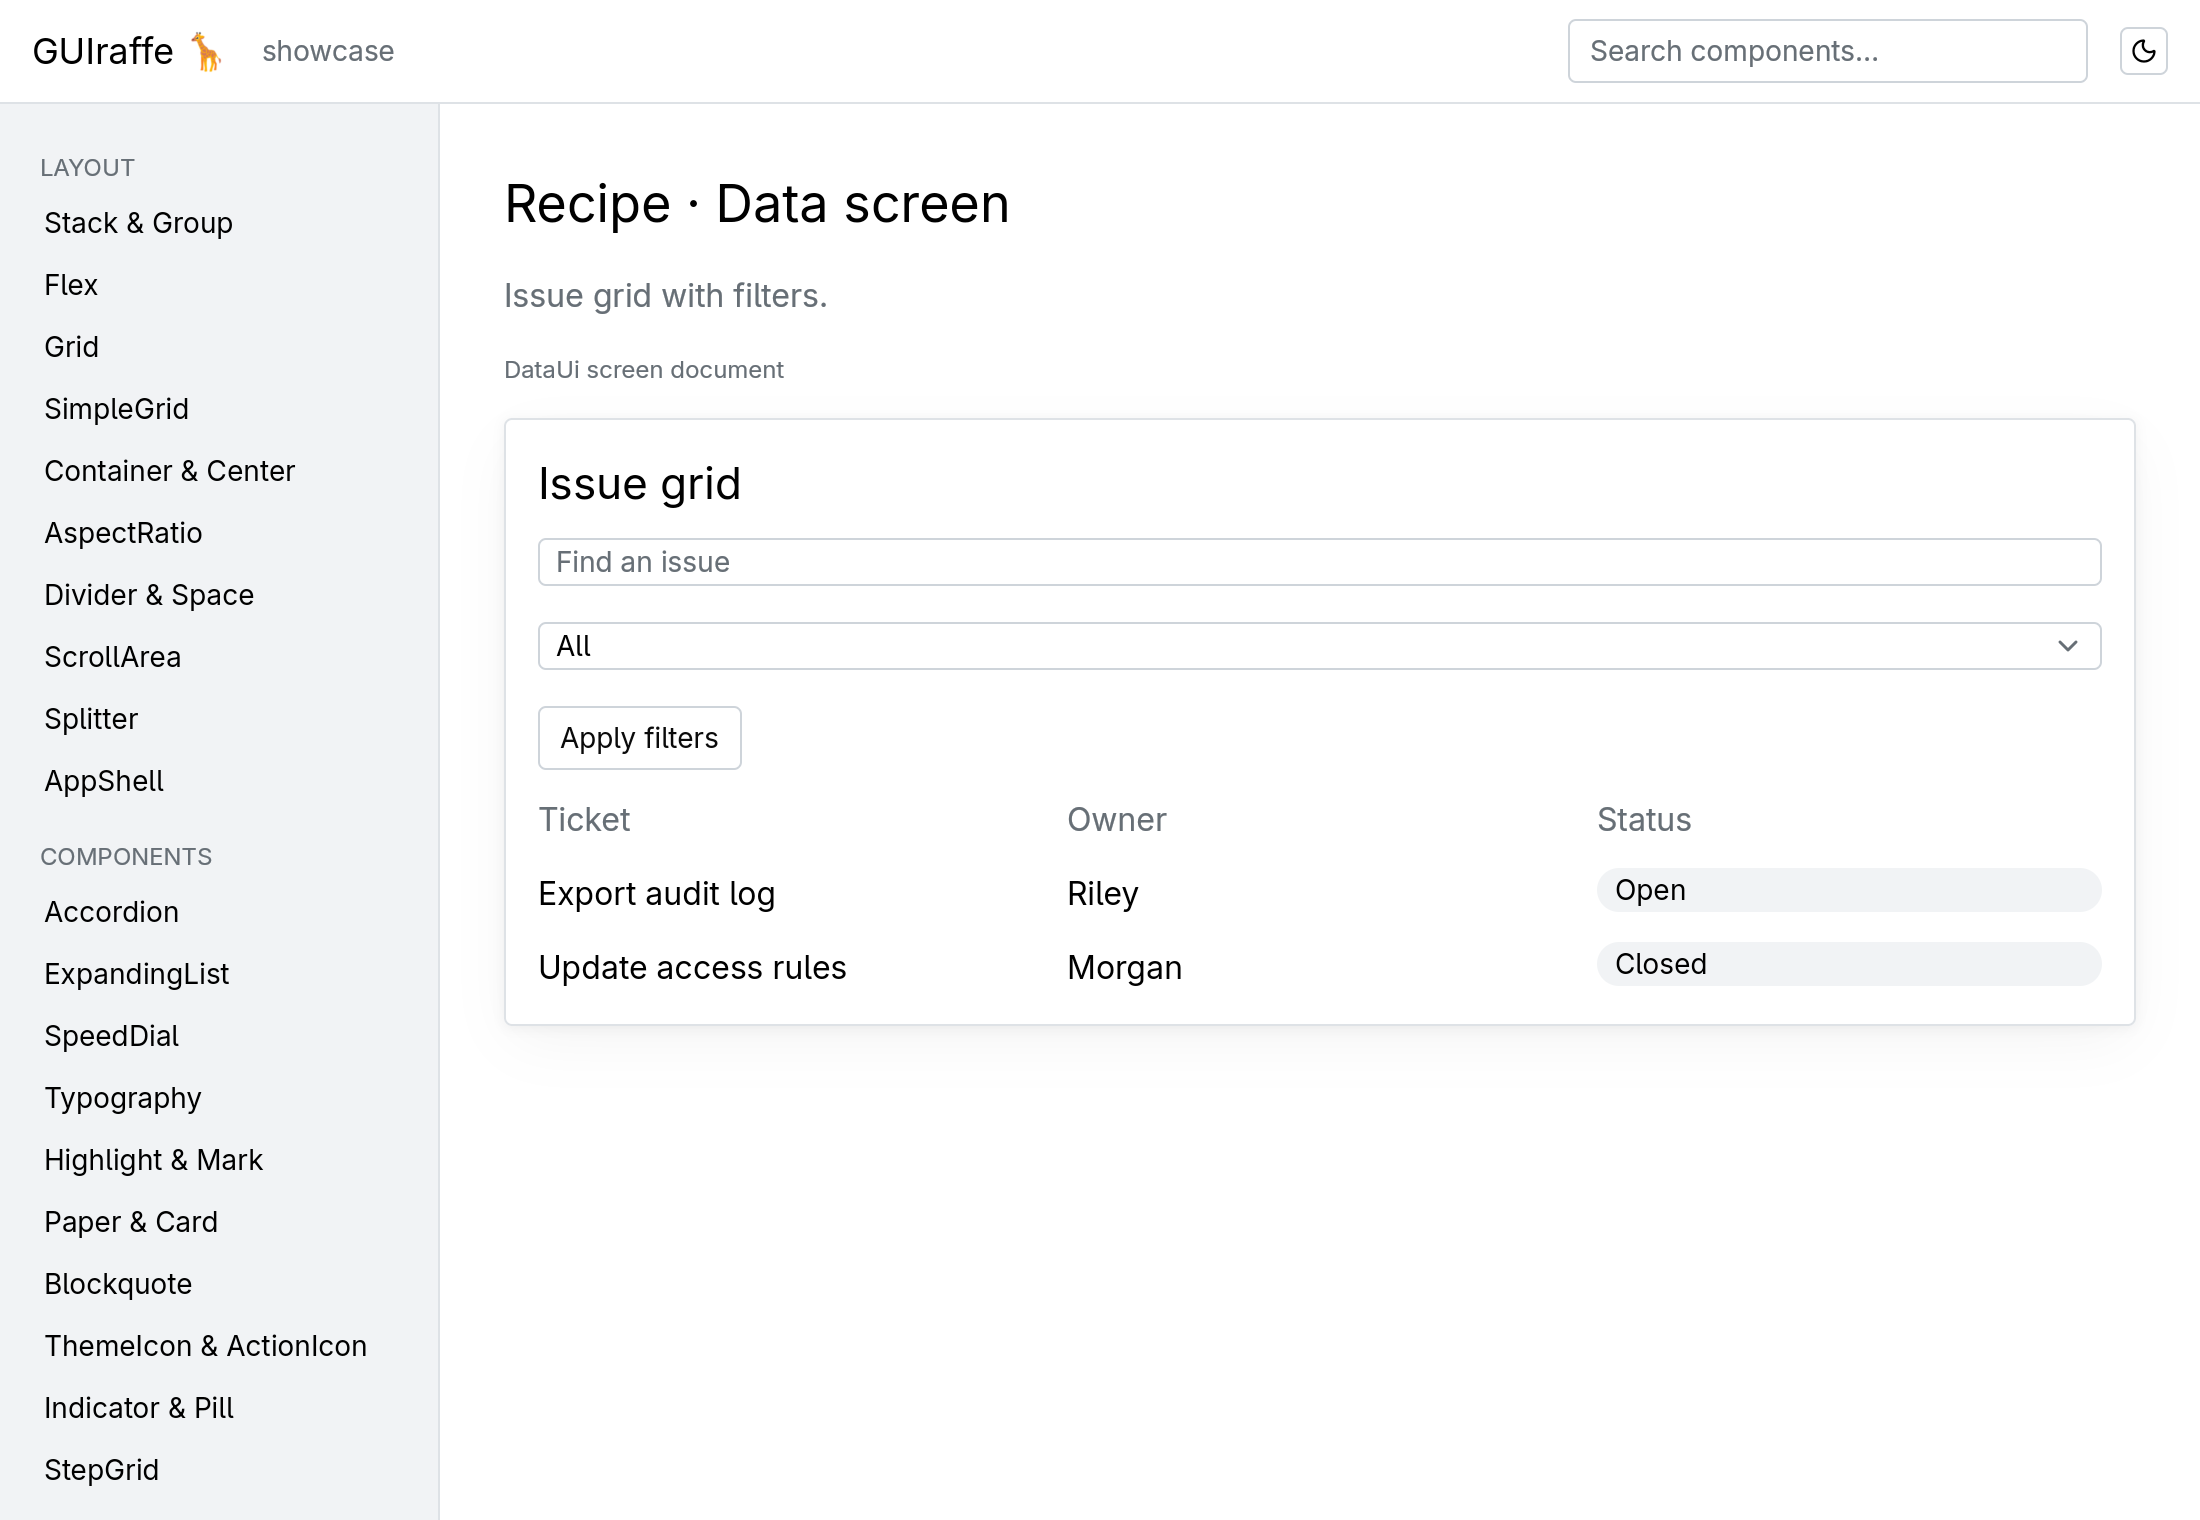 GUIraffe 🦒 showcase
Search components...
LAYOUT
Stack & Group
Flex
Grid
SimpleGrid
Container & Center
AspectRatio
Divider & Space
ScrollArea
Splitter
AppShell
COMPONENTS
Accordion
ExpandingList
SpeedDial
Typography
Highlight & Mark
Paper & Card
Blockquote
ThemeIcon & ActionIcon
Indicator & Pill
StepGrid
Recipe · Data screen
Issue grid with filters.
DataUi screen document
Issue grid
Find an issue
All
Apply filters
Ticket Owner Status
Export audit log Riley Open
Update access rules Morgan Closed